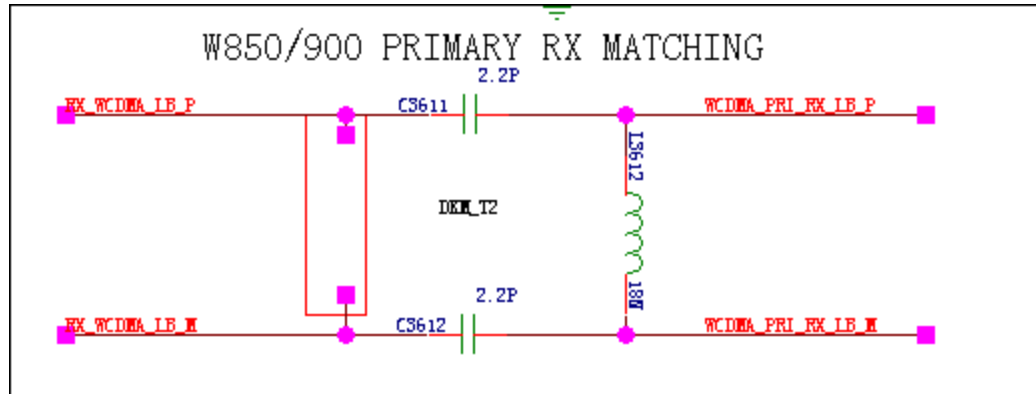 W850/900 PRIMARY RX MATCHING
2.2P
RX_WCDMA_LB_P
C3611
WCDMA_PRI_RX_LB_P
L3612
DKM_T2
18N
2.2P
RX_WCDMA_LB_M
C3612
WCDMA_PRI_RX_LB_M